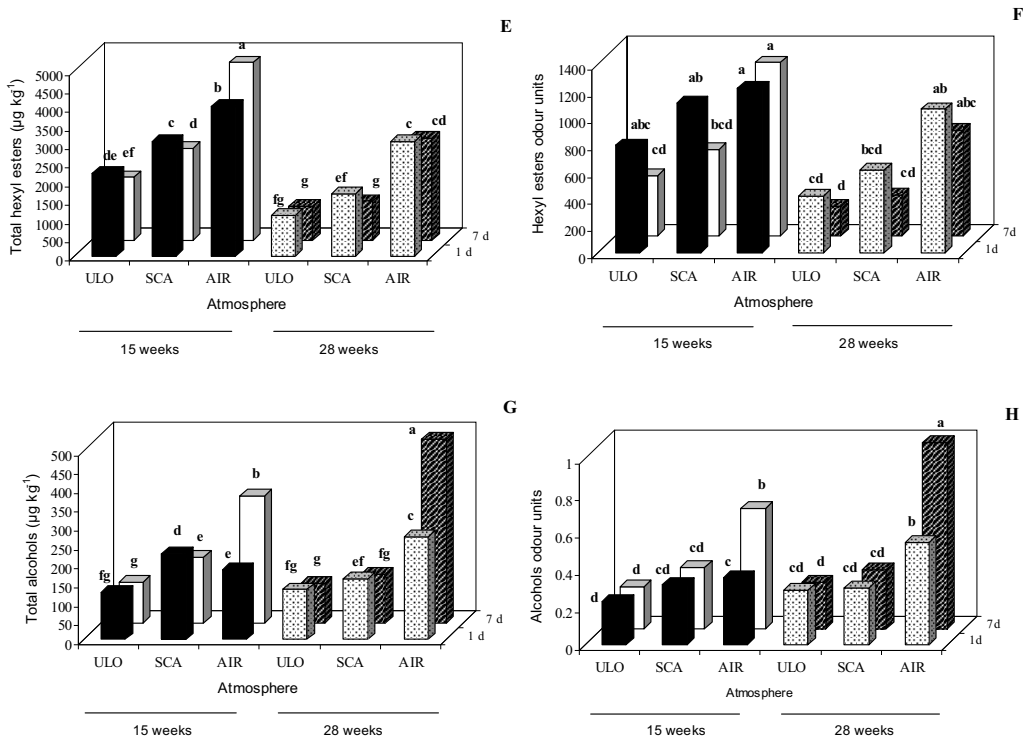 E
Total hexyl esters (µg kg-1)
5000
4500
4000
3500
3000
2500
2000
1500
1000
500
0
de ef c d b a fg g ef g c cd
ULO SCA AIR ULO SCA AIR
7 d
1 d
Atmosphere
15 weeks 28 weeks
F
Hexyl esters odour units
1400
1200
1000
800
600
400
200
0
abc cd ab bcd a a cd d bcd cd ab abc
ULO SCA AIR ULO SCA AIR
7 d
1 d
Atmosphere
15 weeks 28 weeks
G
Total alcohols (µg kg-1)
500
450
400
350
300
250
200
150
100
50
0
fg g d e e b fg g ef fg c a
ULO SCA AIR ULO SCA AIR
7 d
1 d
Atmosphere
15 weeks 28 weeks
H
Alcohols odour units
1
0.8
0.6
0.4
0.2
0
d d cd cd c b cd d cd cd b a
ULO SCA AIR ULO SCA AIR
7d
1d
Atmosphere
15 weeks 28 weeks